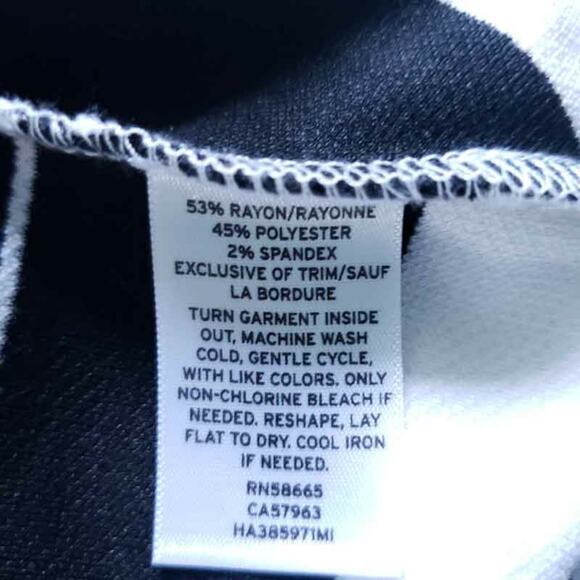 53% RAYON/RAYONNE
45% POLYESTER
2% SPANDEX
EXCLUSIVE OF TRIM/SAUF
LA BORDURE
TURN GARMENT INSIDE
OUT, MACHINE WASH
COLD, GENTLE CYCLE,
WITH LIKE COLORS. ONLY
NON-CHLORINE BLEACH IF
NEEDED. RESHAPE, LAY
FLAT TO DRY. COOL IRON
IF NEEDED.
RN58665
CA57963
HA385971MI